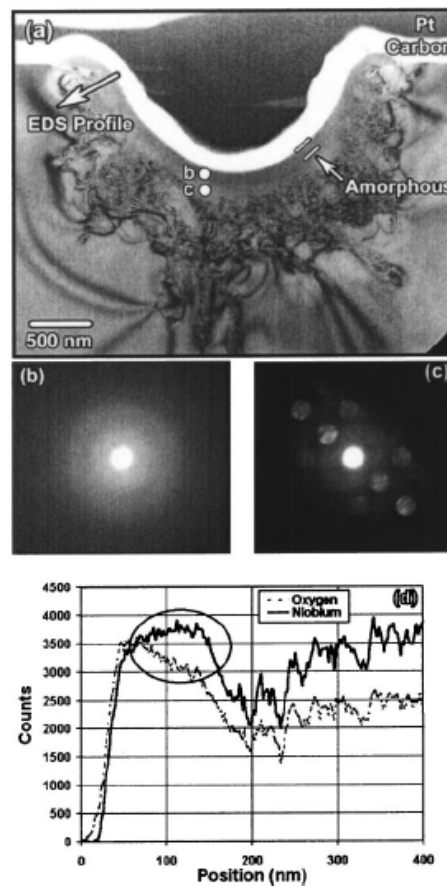 (a)
Pt
Carbon
EDS Profile
b
c
Amorphous
500 nm
(b)
(c)
(d)
Oxygen
Niobium
4500
4000
3500
3000
2500
2000
1500
1000
500
0
Counts
0 100 200 300 400
Position (nm)